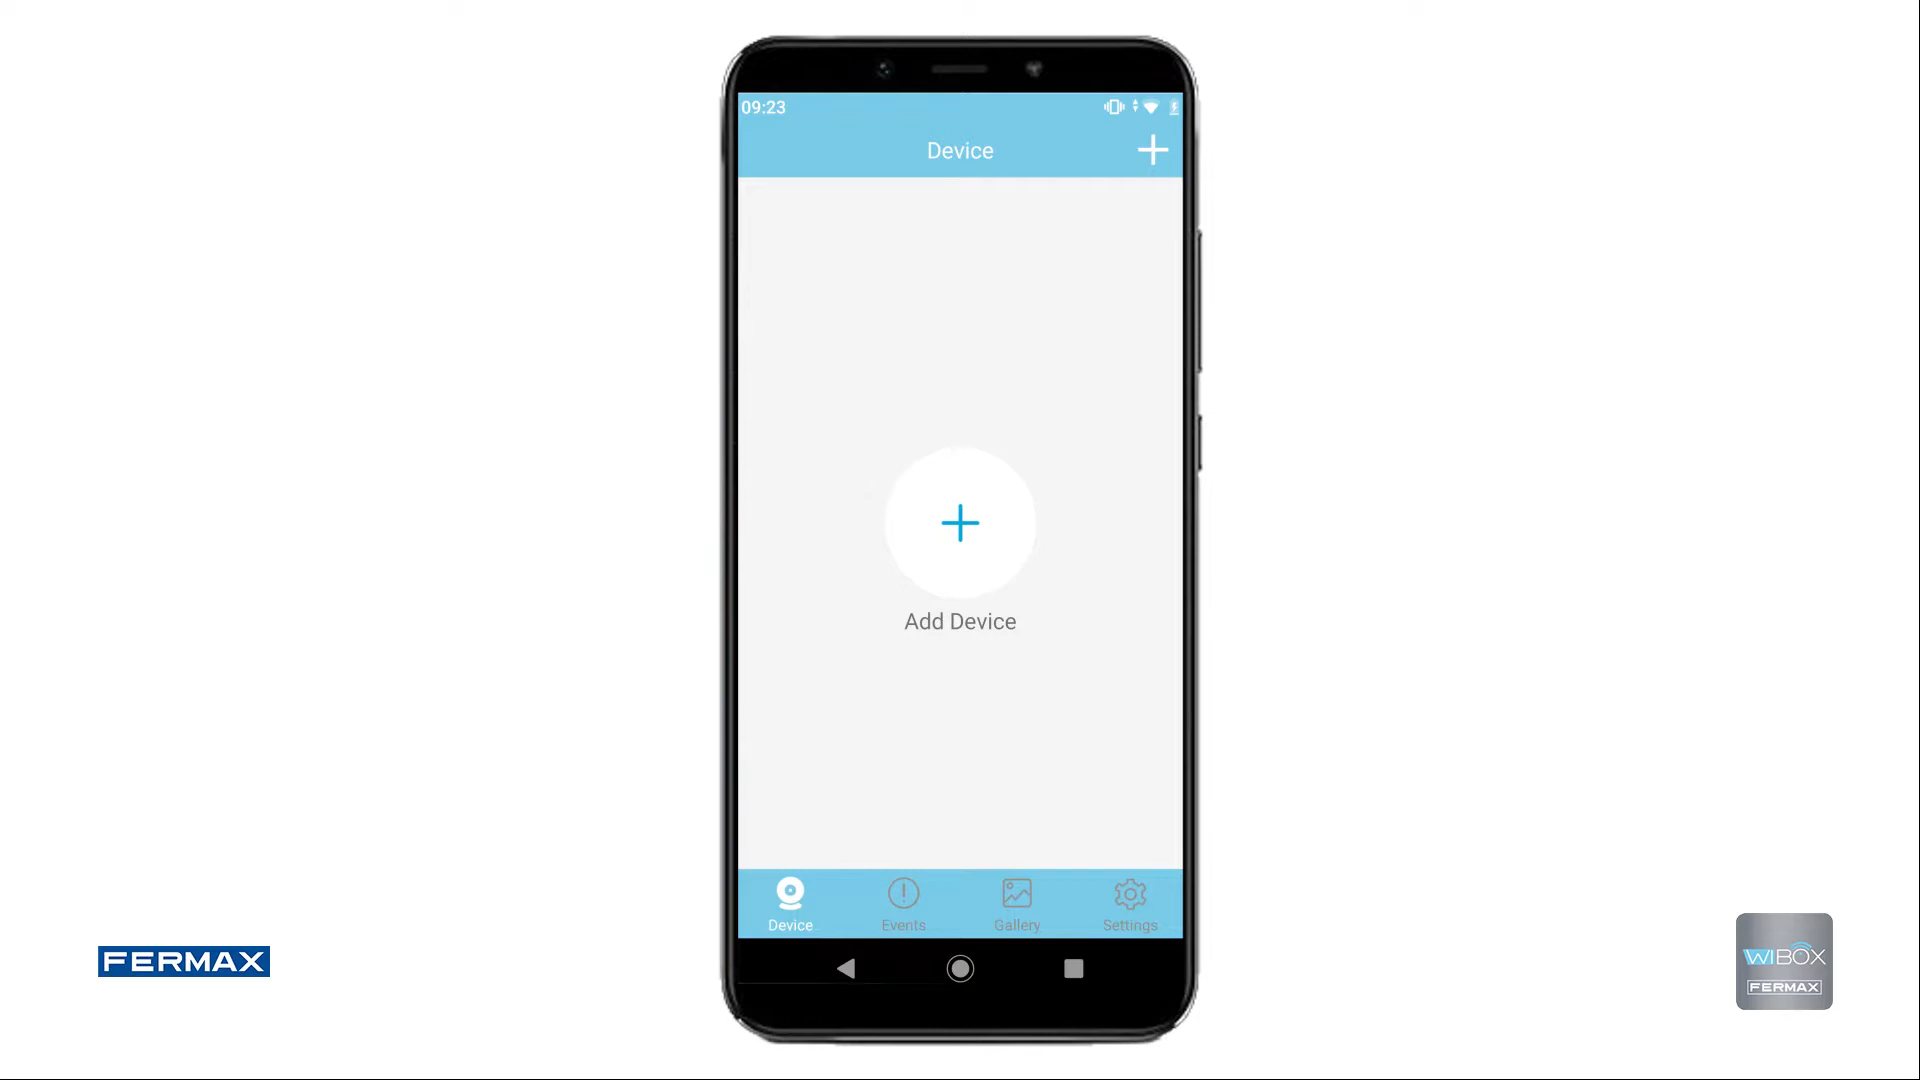 09:23
Device
Add Device
Device
Events
Gallery
Settings
FERMAX
WIBOX
FERMAX